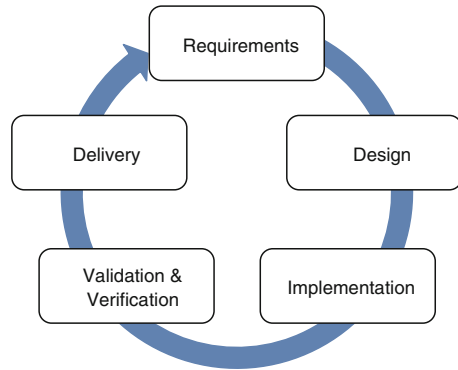 Requirements
Design
Implementation
Validation &
Verification
Delivery